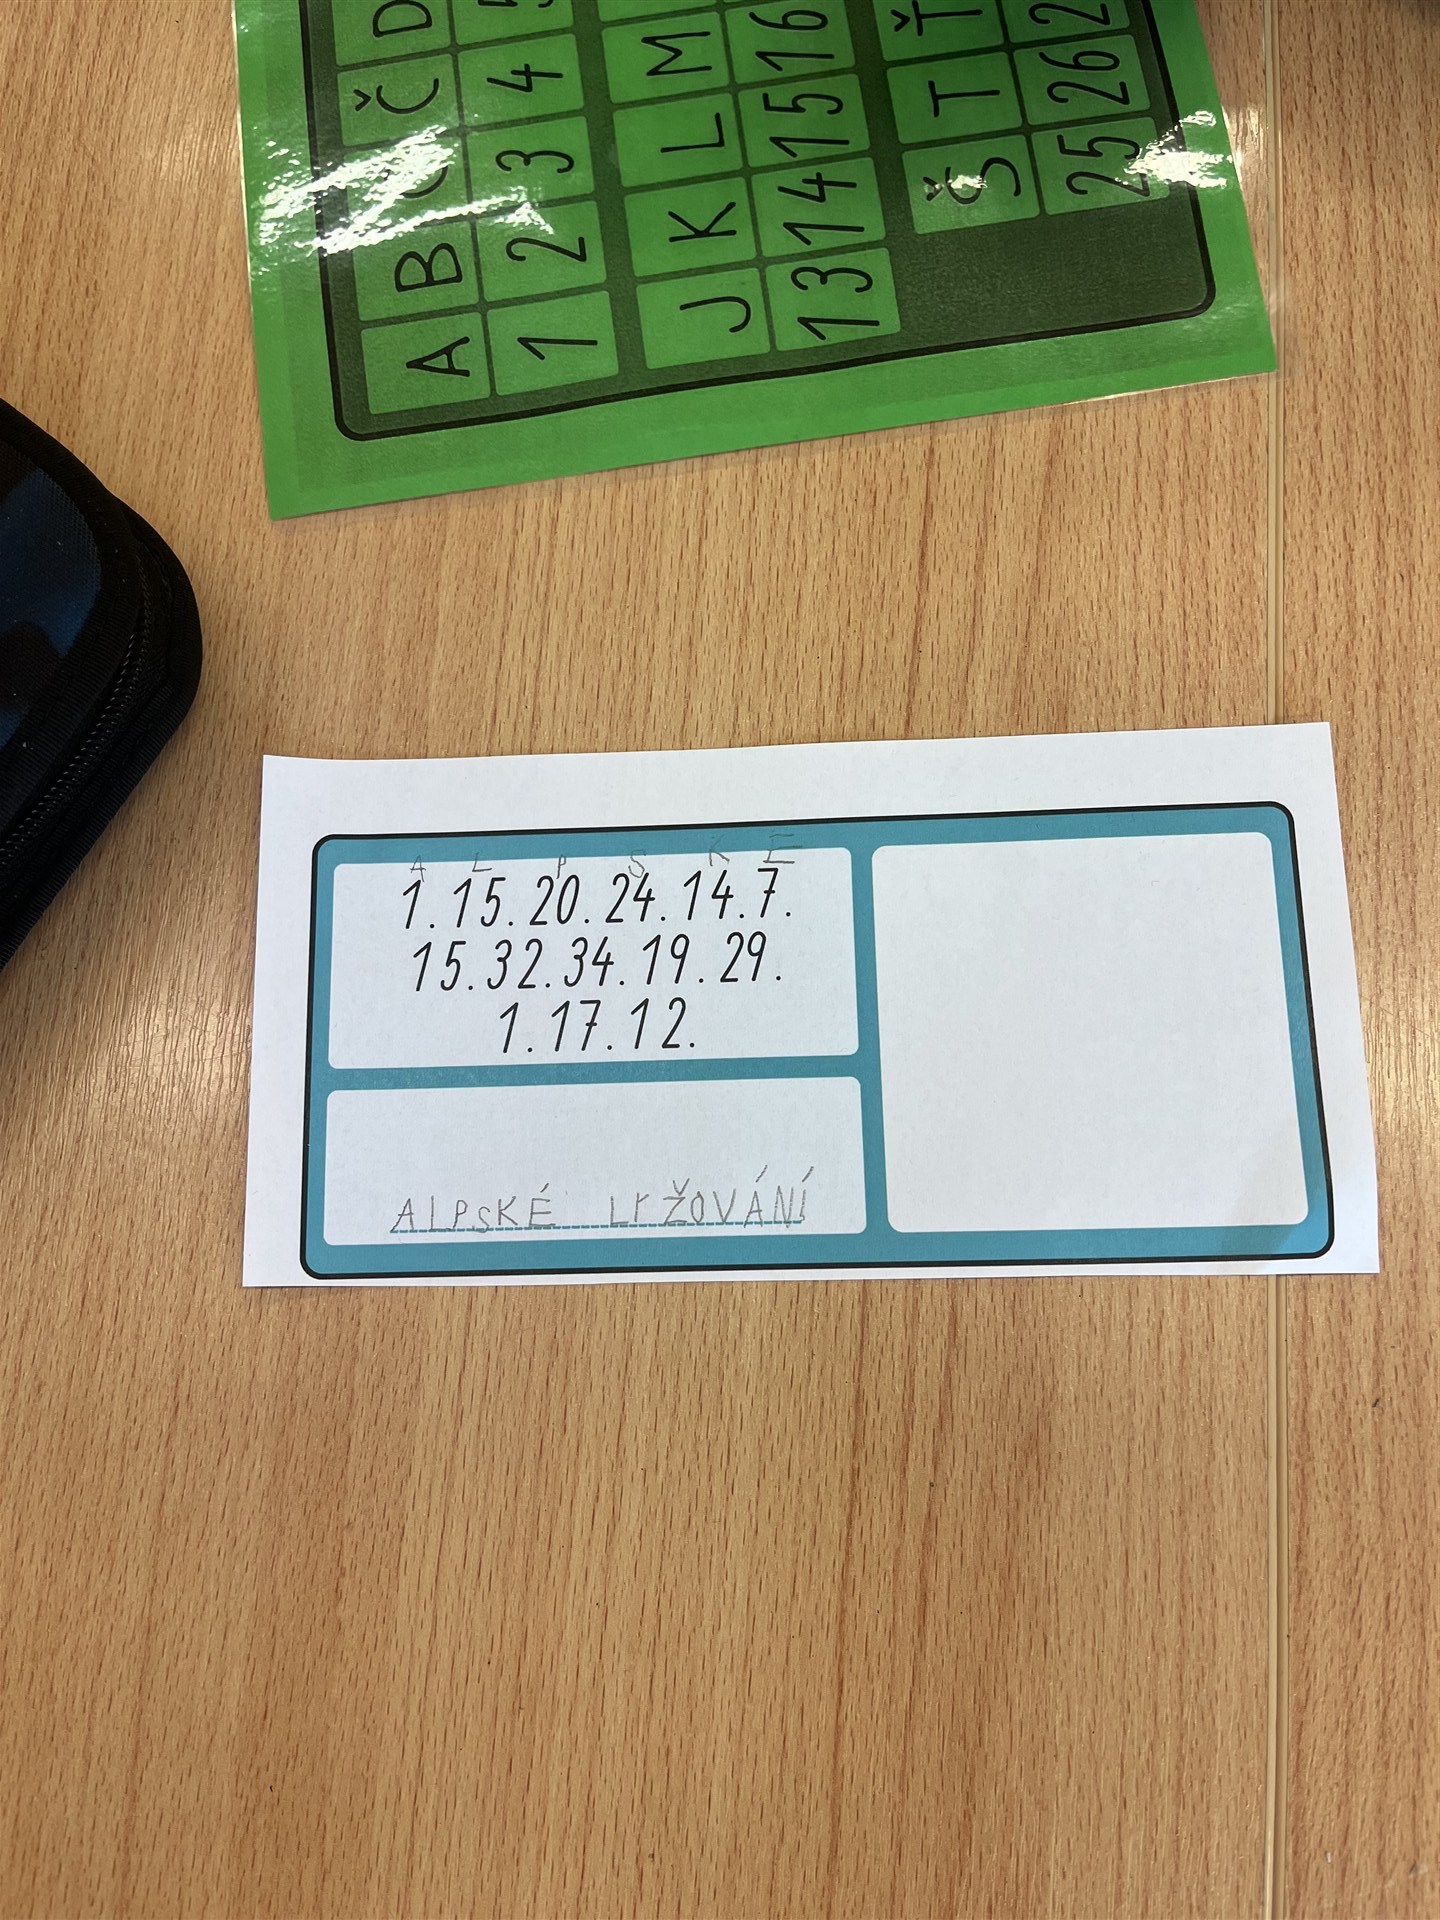 A B C Č D
1 2 3 4 5
J K L M
13 14 15 16
Š T Ť
25 26
A L P S K É
1.15.20.24.14.7.
15.32.34.19.29.
1.17.12.
ALPSKÉ LYŽOVÁNÍ